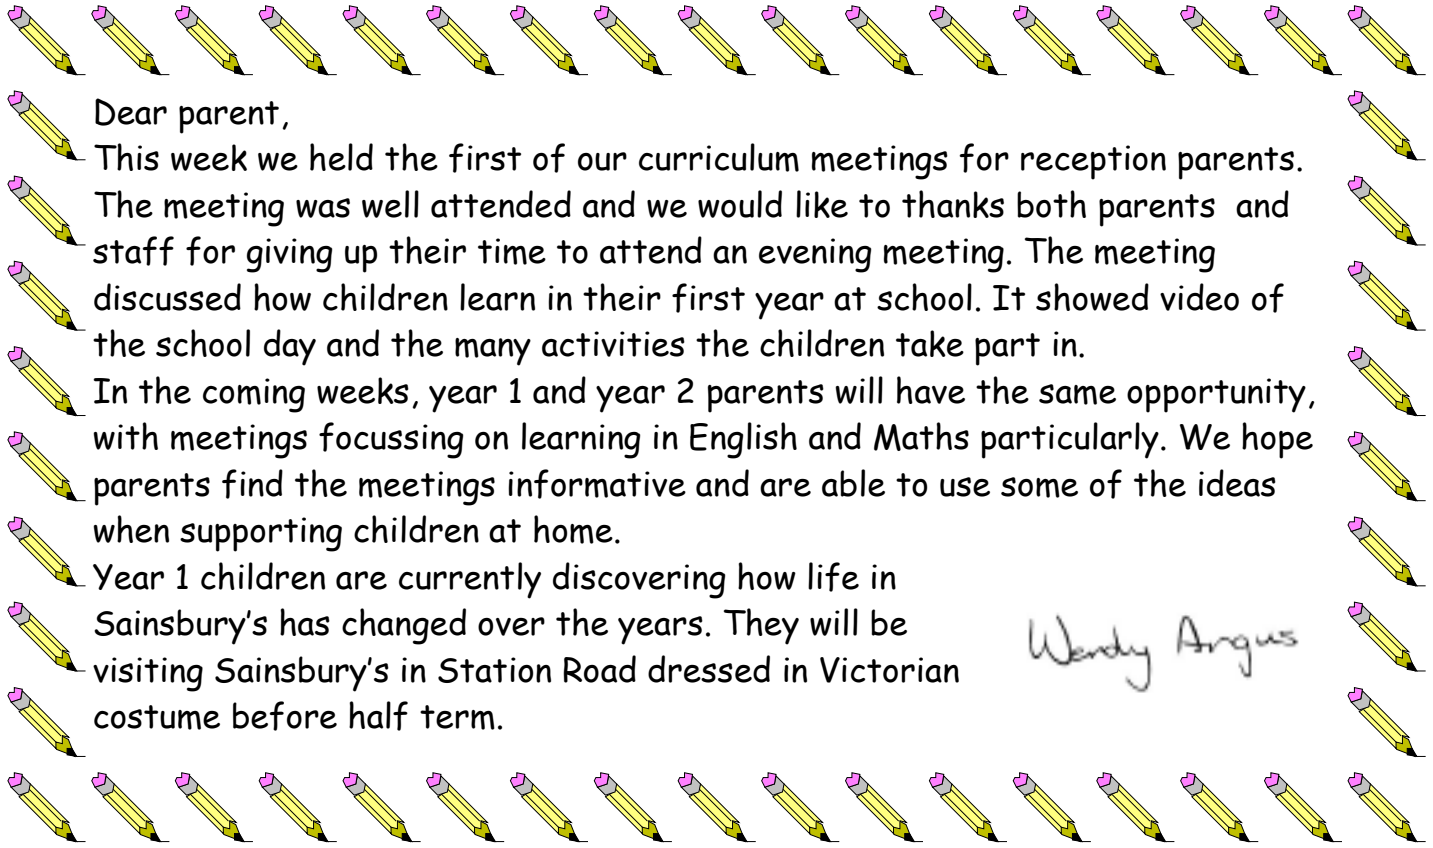 Dear parent,
This week we held the first of our curriculum meetings for reception parents.
The meeting was well attended and we would like to thanks both parents  and
staff for giving up their time to attend an evening meeting. The meeting
discussed how children learn in their first year at school. It showed video of
the school day and the many activities the children take part in.
In the coming weeks, year 1 and year 2 parents will have the same opportunity,
with meetings focussing on learning in English and Maths particularly. We hope
parents find the meetings informative and are able to use some of the ideas
when supporting children at home.
Year 1 children are currently discovering how life in
Sainsbury’s has changed over the years. They will be
visiting Sainsbury’s in Station Road dressed in Victorian
costume before half term.
Wendy Angus